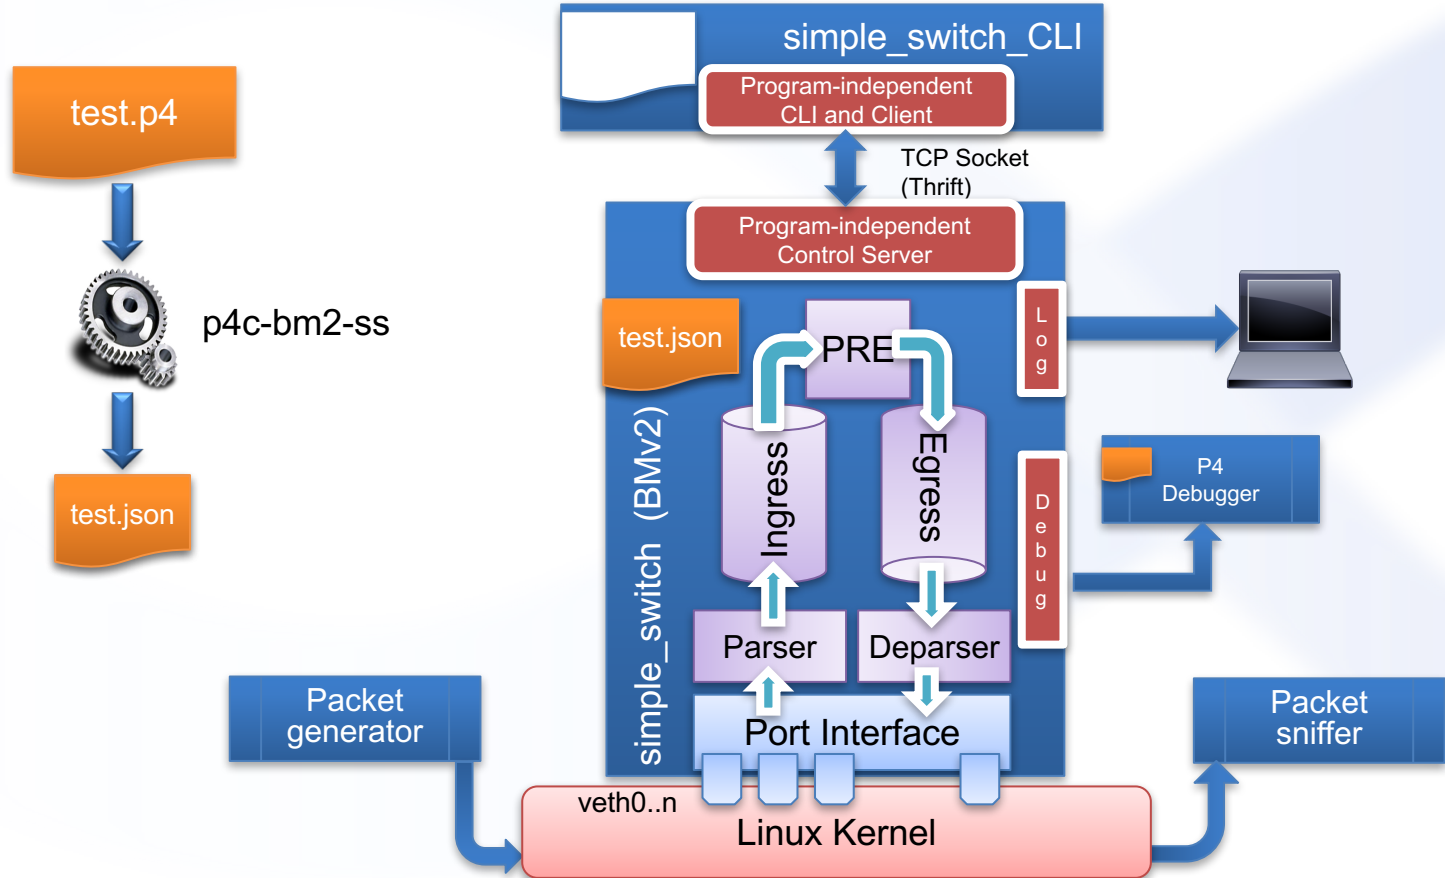 simple_switch_CLI
Program-independent
CLI and Client
test.p4
TCP Socket
(Thrift)
Program-independent
Control Server
p4c-bm2-ss
test.json
PRE
Log
Ingress
Egress
simple_switch (BMv2)
P4
Debugger
test.json
Debug
Parser
Deparser
Packet
generator
Port Interface
Packet
sniffer
veth0..n
Linux Kernel